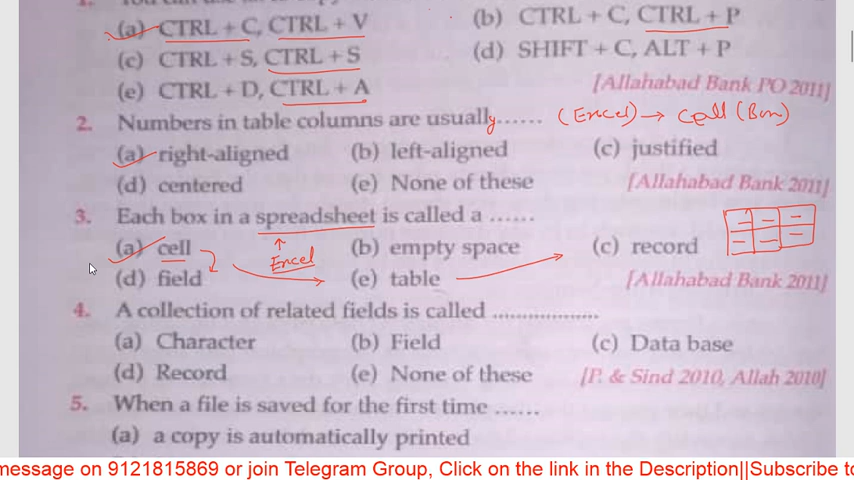 (a) CTRL + C, CTRL + V (b) CTRL + C, CTRL + P
(c) CTRL + S, CTRL + S (d) SHIFT + C, ALT + P
(e) CTRL + D, CTRL + A [Allahabad Bank PO 2011]
2. Numbers in table columns are usually...... (Excel) → cell (Box)
(a) right-aligned (b) left-aligned (c) justified
(d) centered (e) None of these [Allahabad Bank 2011]
3. Each box in a spreadsheet is called a ......
(a) cell Excel (b) empty space (c) record
(d) field (e) table [Allahabad Bank 2011]
4. A collection of related fields is called ..................
(a) Character (b) Field (c) Data base
(d) Record (e) None of these [P. & Sind 2010, Allah 2010]
5. When a file is saved for the first time ......
(a) a copy is automatically printed
message on 9121815869 or join Telegram Group, Click on the link in the Description||Subscribe to